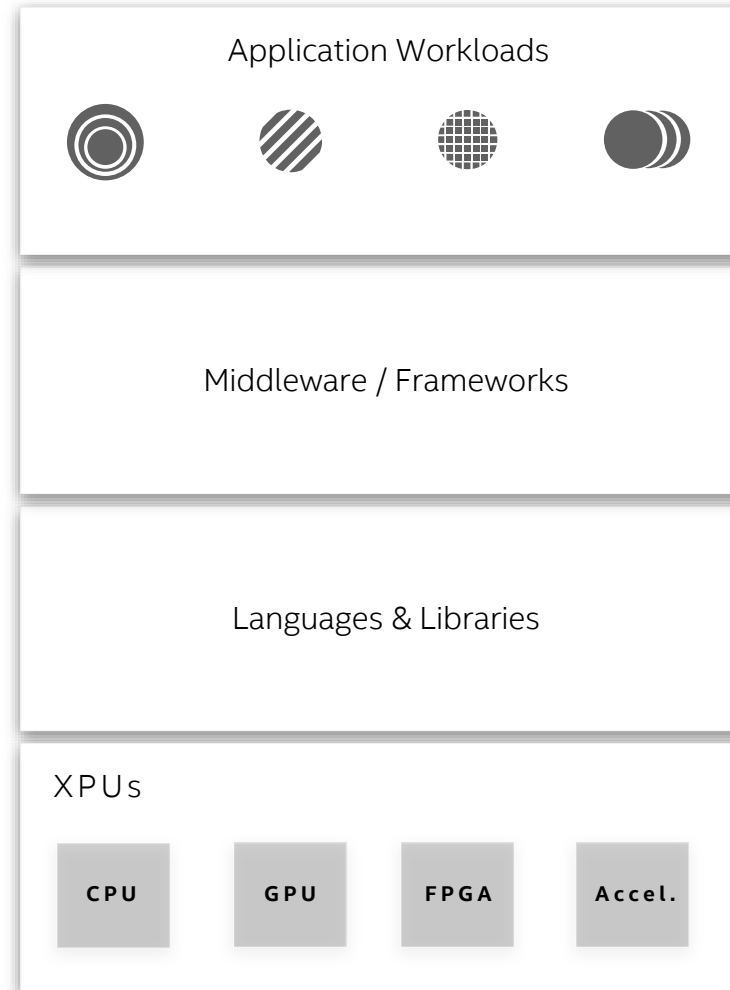 Application Workloads
Middleware / Frameworks
Languages & Libraries
XPUs
CPU GPU FPGA Accel.